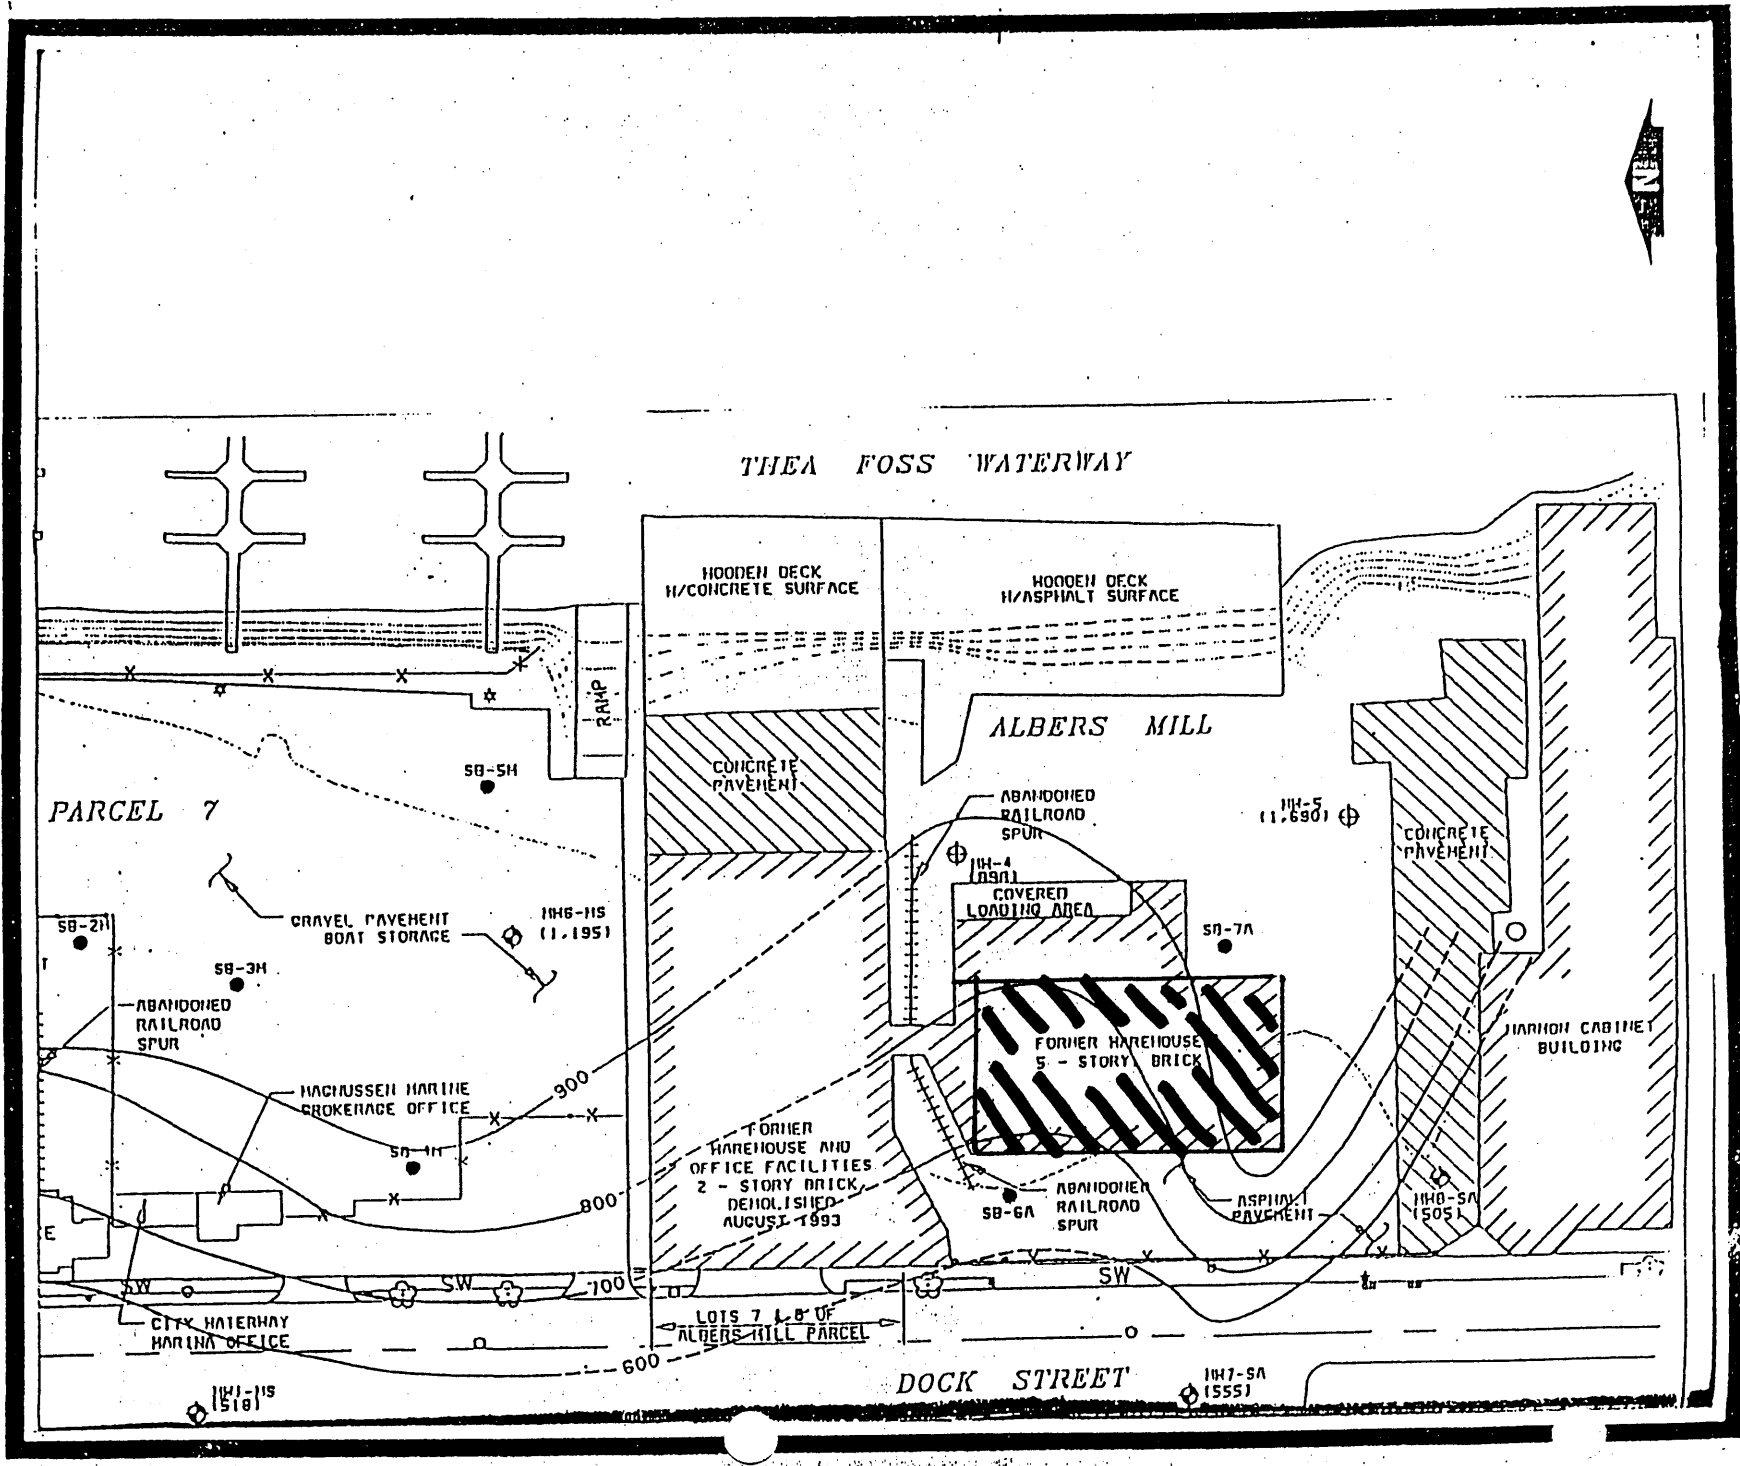 N
THEA FOSS WATERWAY
WOODEN DECK
W/CONCRETE SURFACE
WOODEN DECK
W/ASPHALT SURFACE
RAMP
ALBERS MILL
CONCRETE
PAVEMENT
SB-5M
PARCEL 7
ABANDONED
RAILROAD
SPUR
MW-5
(1,690)
CONCRETE
PAVEMENT
MW-4
COVERED
LOADING AREA
GRAVEL PAVEMENT
BOAT STORAGE
MW6-MS
(1,195)
SB-2M
SB-3M
SB-7A
ABANDONED
RAILROAD
SPUR
FORMER WAREHOUSE
5 - STORY BRICK
MARMON CABINET
BUILDING
MAGNUSSEN MARINE
BROKERAGE OFFICE
900
FORMER
WAREHOUSE AND
OFFICE FACILITIES
2 - STORY BRICK
DEMOLISHED
AUGUST 1993
800
SB-6A
ABANDONED
RAILROAD
SPUR
ASPHALT
PAVEMENT
MW8-SA
(505)
E
SW
SW
700
SW
CITY WATERWAY
MARINA OFFICE
LOTS 7 & 8 OF
ALBERS MILL PARCEL
600
DOCK STREET
MW1-MS
(518)
MW7-SA
(555)